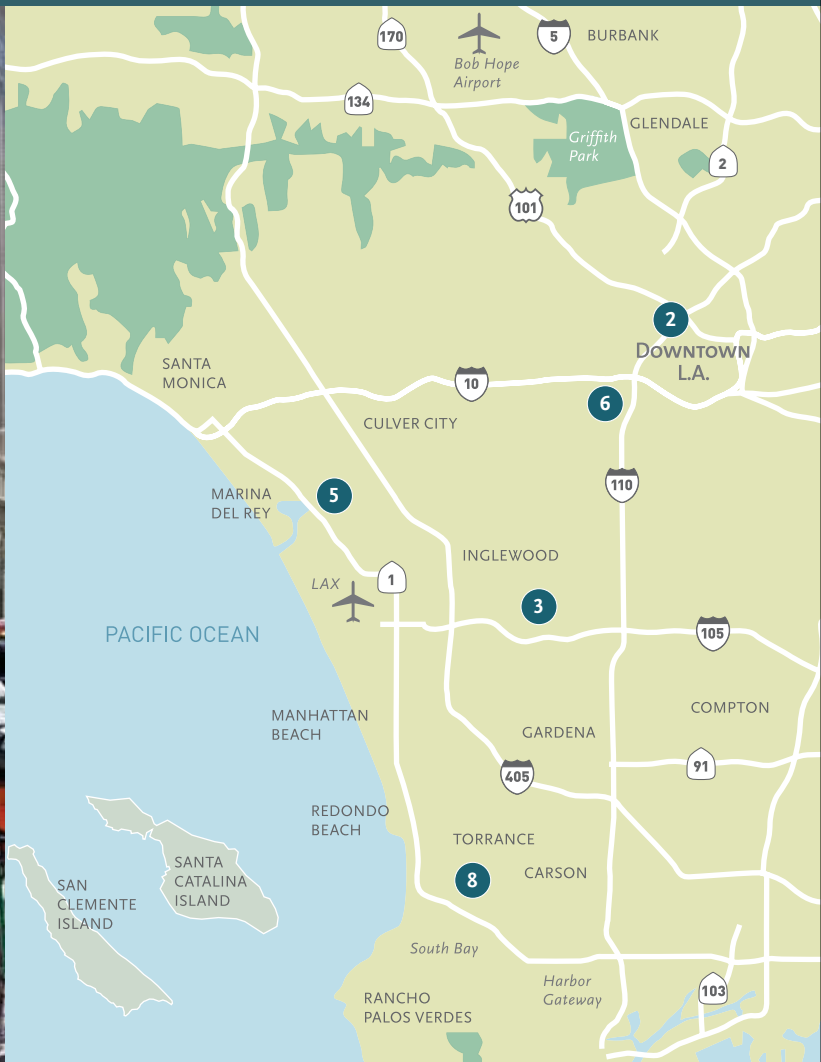 170
5
BURBANK
Bob Hope
Airport
134
GLENDALE
Griffith
Park
2
101
2
DOWNTOWN
L.A.
SANTA
MONICA
10
6
CULVER CITY
110
MARINA
DEL REY
5
INGLEWOOD
LAX
1
3
105
PACIFIC OCEAN
MANHATTAN
BEACH
COMPTON
GARDENA
91
405
REDONDO
BEACH
TORRANCE
CARSON
8
SANTA
CATALINA
ISLAND
SAN
CLEMENTE
ISLAND
South Bay
Harbor
Gateway
103
RANCHO
PALOS VERDES